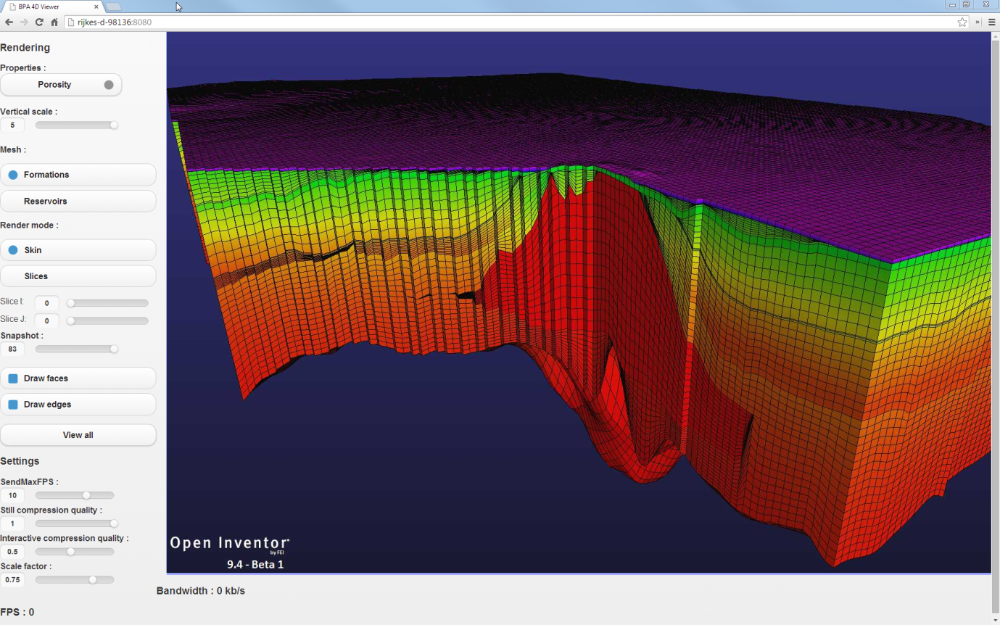 BPA 4D Viewer
rijkes-d-98136:8080
Rendering
Properties :
Porosity
Vertical scale :
5
Mesh :
Formations
Reservoirs
Render mode :
Skin
Slices
Slice I: 0
Slice J: 0
Snapshot :
83
Draw faces
Draw edges
View all
Settings
SendMaxFPS :
10
Still compression quality :
1
Interactive compression quality :
0.5
Scale factor :
0.75
FPS : 0
Open Inventor®
by FEI
9.4 - Beta 1
Bandwidth : 0 kb/s